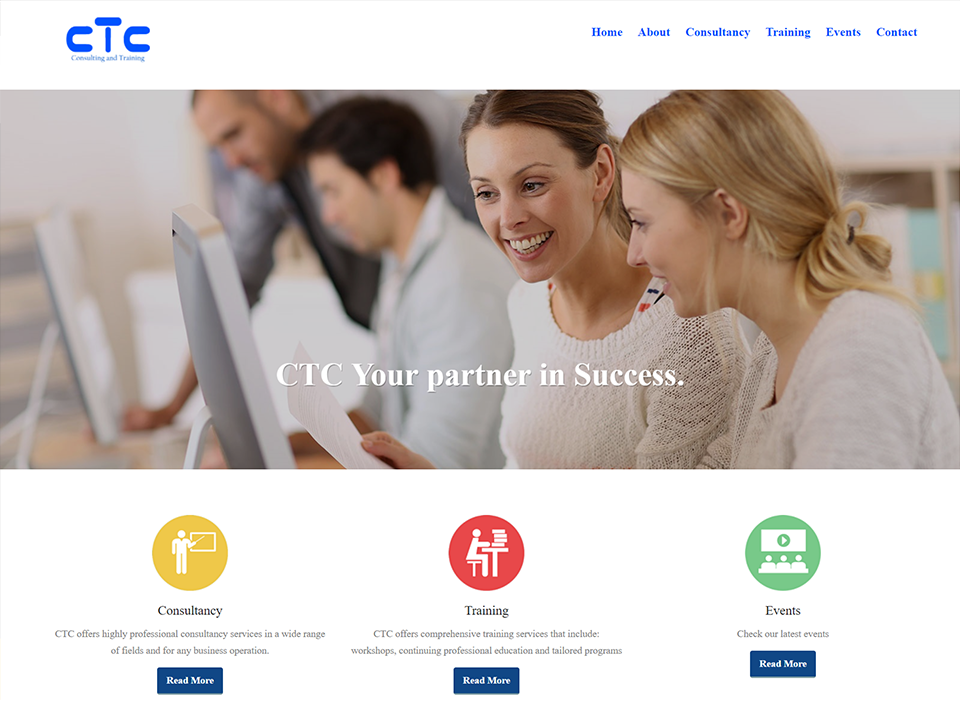 CTC
Consulting and Training
Home About Consultancy Training Events Contact
CTC Your partner in Success.
Consultancy
CTC offers highly professional consultancy services in a wide range
of fields and for any business operation.
Read More
Training
CTC offers comprehensive training services that include:
workshops, continuing professional education and tailored programs
Read More
Events
Check our latest events
Read More